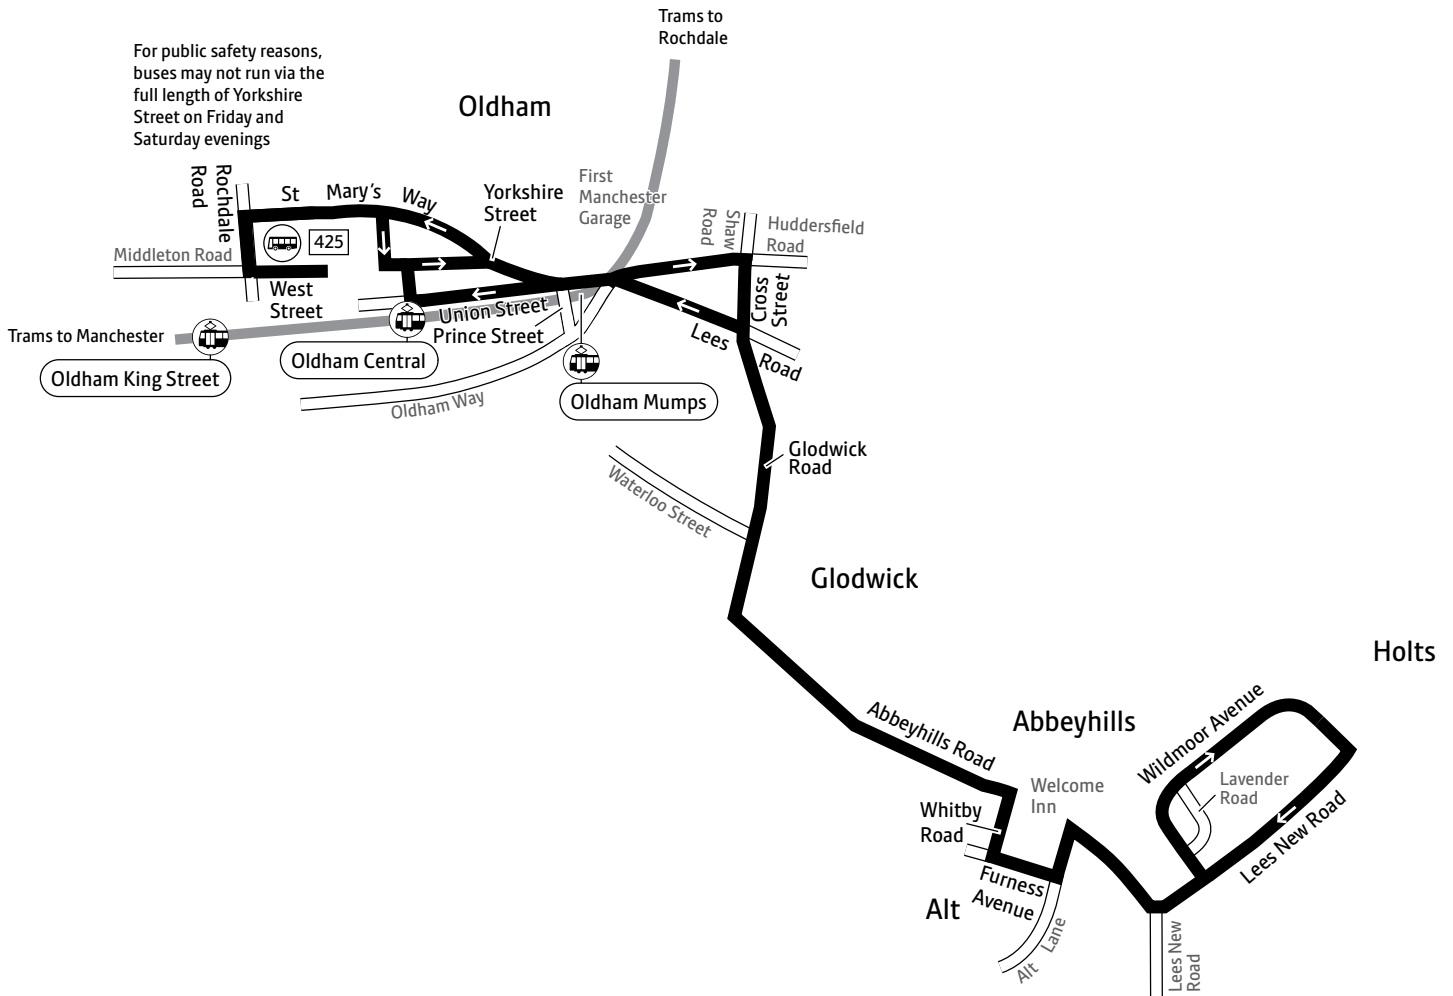 Trams to
Rochdale
For public safety reasons,
buses may not run via the
full length of Yorkshire
Street on Friday and
Saturday evenings
Oldham
Rochdale
Road
St Mary's Way
Yorkshire
Street
First
Manchester
Garage
Shaw
Road
Huddersfield
Road
425
Middleton Road
West
Street
Cross
Street
Union Street
Prince Street
Lees Road
Trams to Manchester
Oldham King Street
Oldham Central
Oldham Mumps
Oldham Way
Glodwick
Road
Waterloo Street
Glodwick
Holts
Abbeyhills Road
Abbeyhills
Wildmoor Avenue
Lavender
Road
Welcome
Inn
Whitby
Road
Lees New Road
Furness
Avenue
Alt
Alt Lane
Lees New
Road